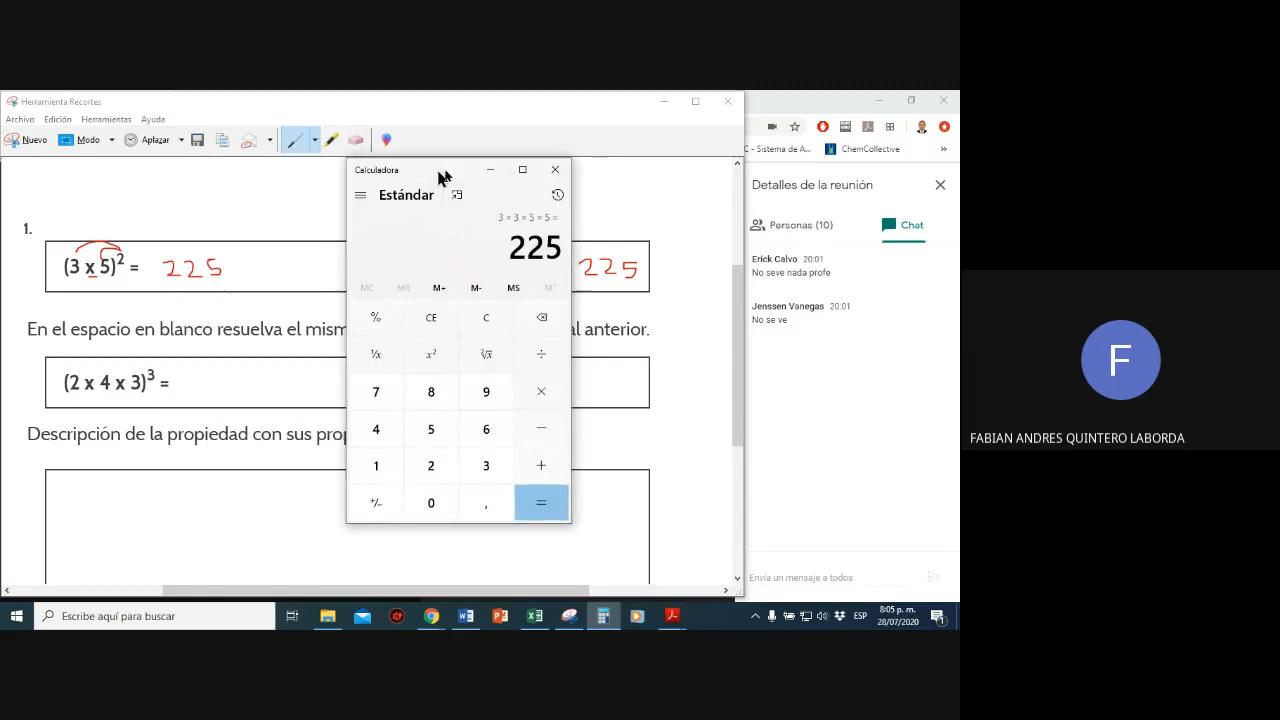 Herramienta Recortes
Archivo Edición Herramientas Ayuda
Nuevo Modo Aplazar
C - Sistema de A... ChemCollective »
Detalles de la reunión
Personas (10) Chat
Erick Calvo 20:01
No seve nada profe
Jenssen Vanegas 20:01
No se ve
Envía un mensaje a todos
1.
(3 x 5)² = 225
225
En el espacio en blanco resuelva el mism
al anterior.
(2 x 4 x 3)³ =
Descripción de la propiedad con sus prop
Calculadora
Estándar
3 × 3 × 5 × 5 =
225
MC MR M+ M- MS M˅
% CE C
¹/x x² ²√x ÷
7 8 9 ×
4 5 6 −
1 2 3 +
+/− 0 , =
FABIAN ANDRES QUINTERO LABORDA
F
Escribe aquí para buscar
ESP
8:05 p. m.
28/07/2020
1